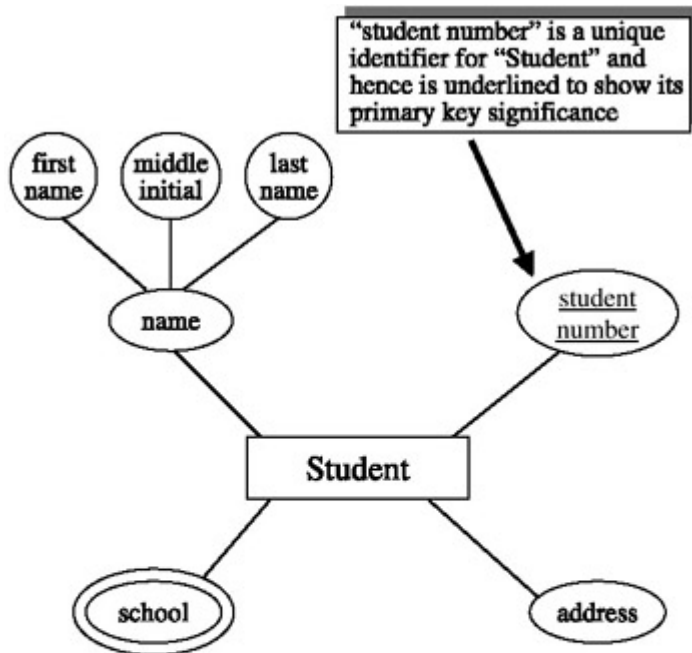 “student number” is a unique
identifier for “Student” and
hence is underlined to show its
primary key significance
first
name
middle
initial
last
name
name
student
number
Student
school
address